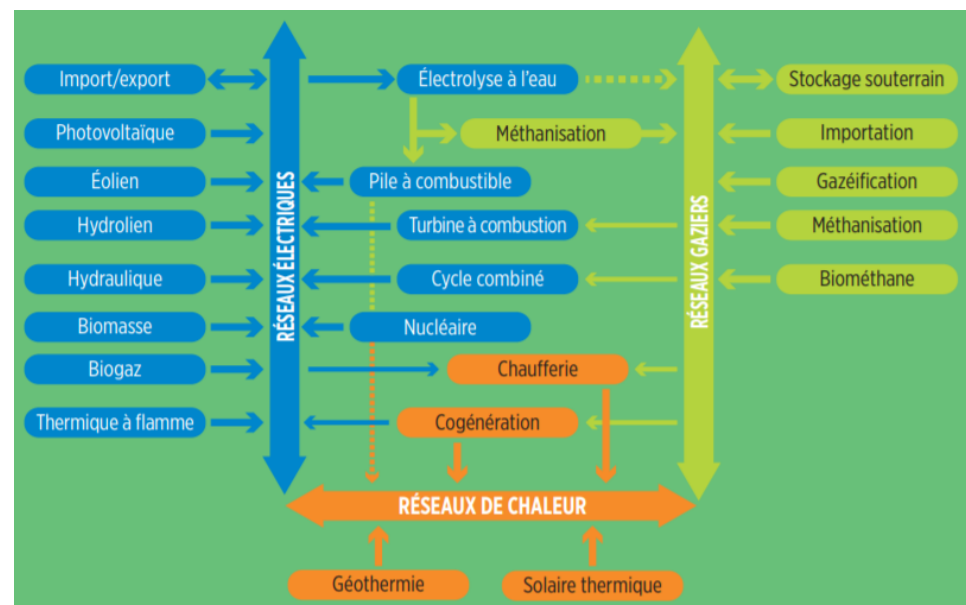 Import/export
Électrolyse à l'eau
Stockage souterrain
Photovoltaïque
Méthanisation
Importation
Éolien
Pile à combustible
Gazéification
Hydrolien
Turbine à combustion
Méthanisation
Hydraulique
Cycle combiné
Biométhane
Biomasse
Nucléaire
Biogaz
Chaufferie
Thermique à flamme
Cogénération
RÉSEAUX ÉLECTRIQUES
RÉSEAUX GAZIERS
RÉSEAUX DE CHALEUR
Géothermie
Solaire thermique